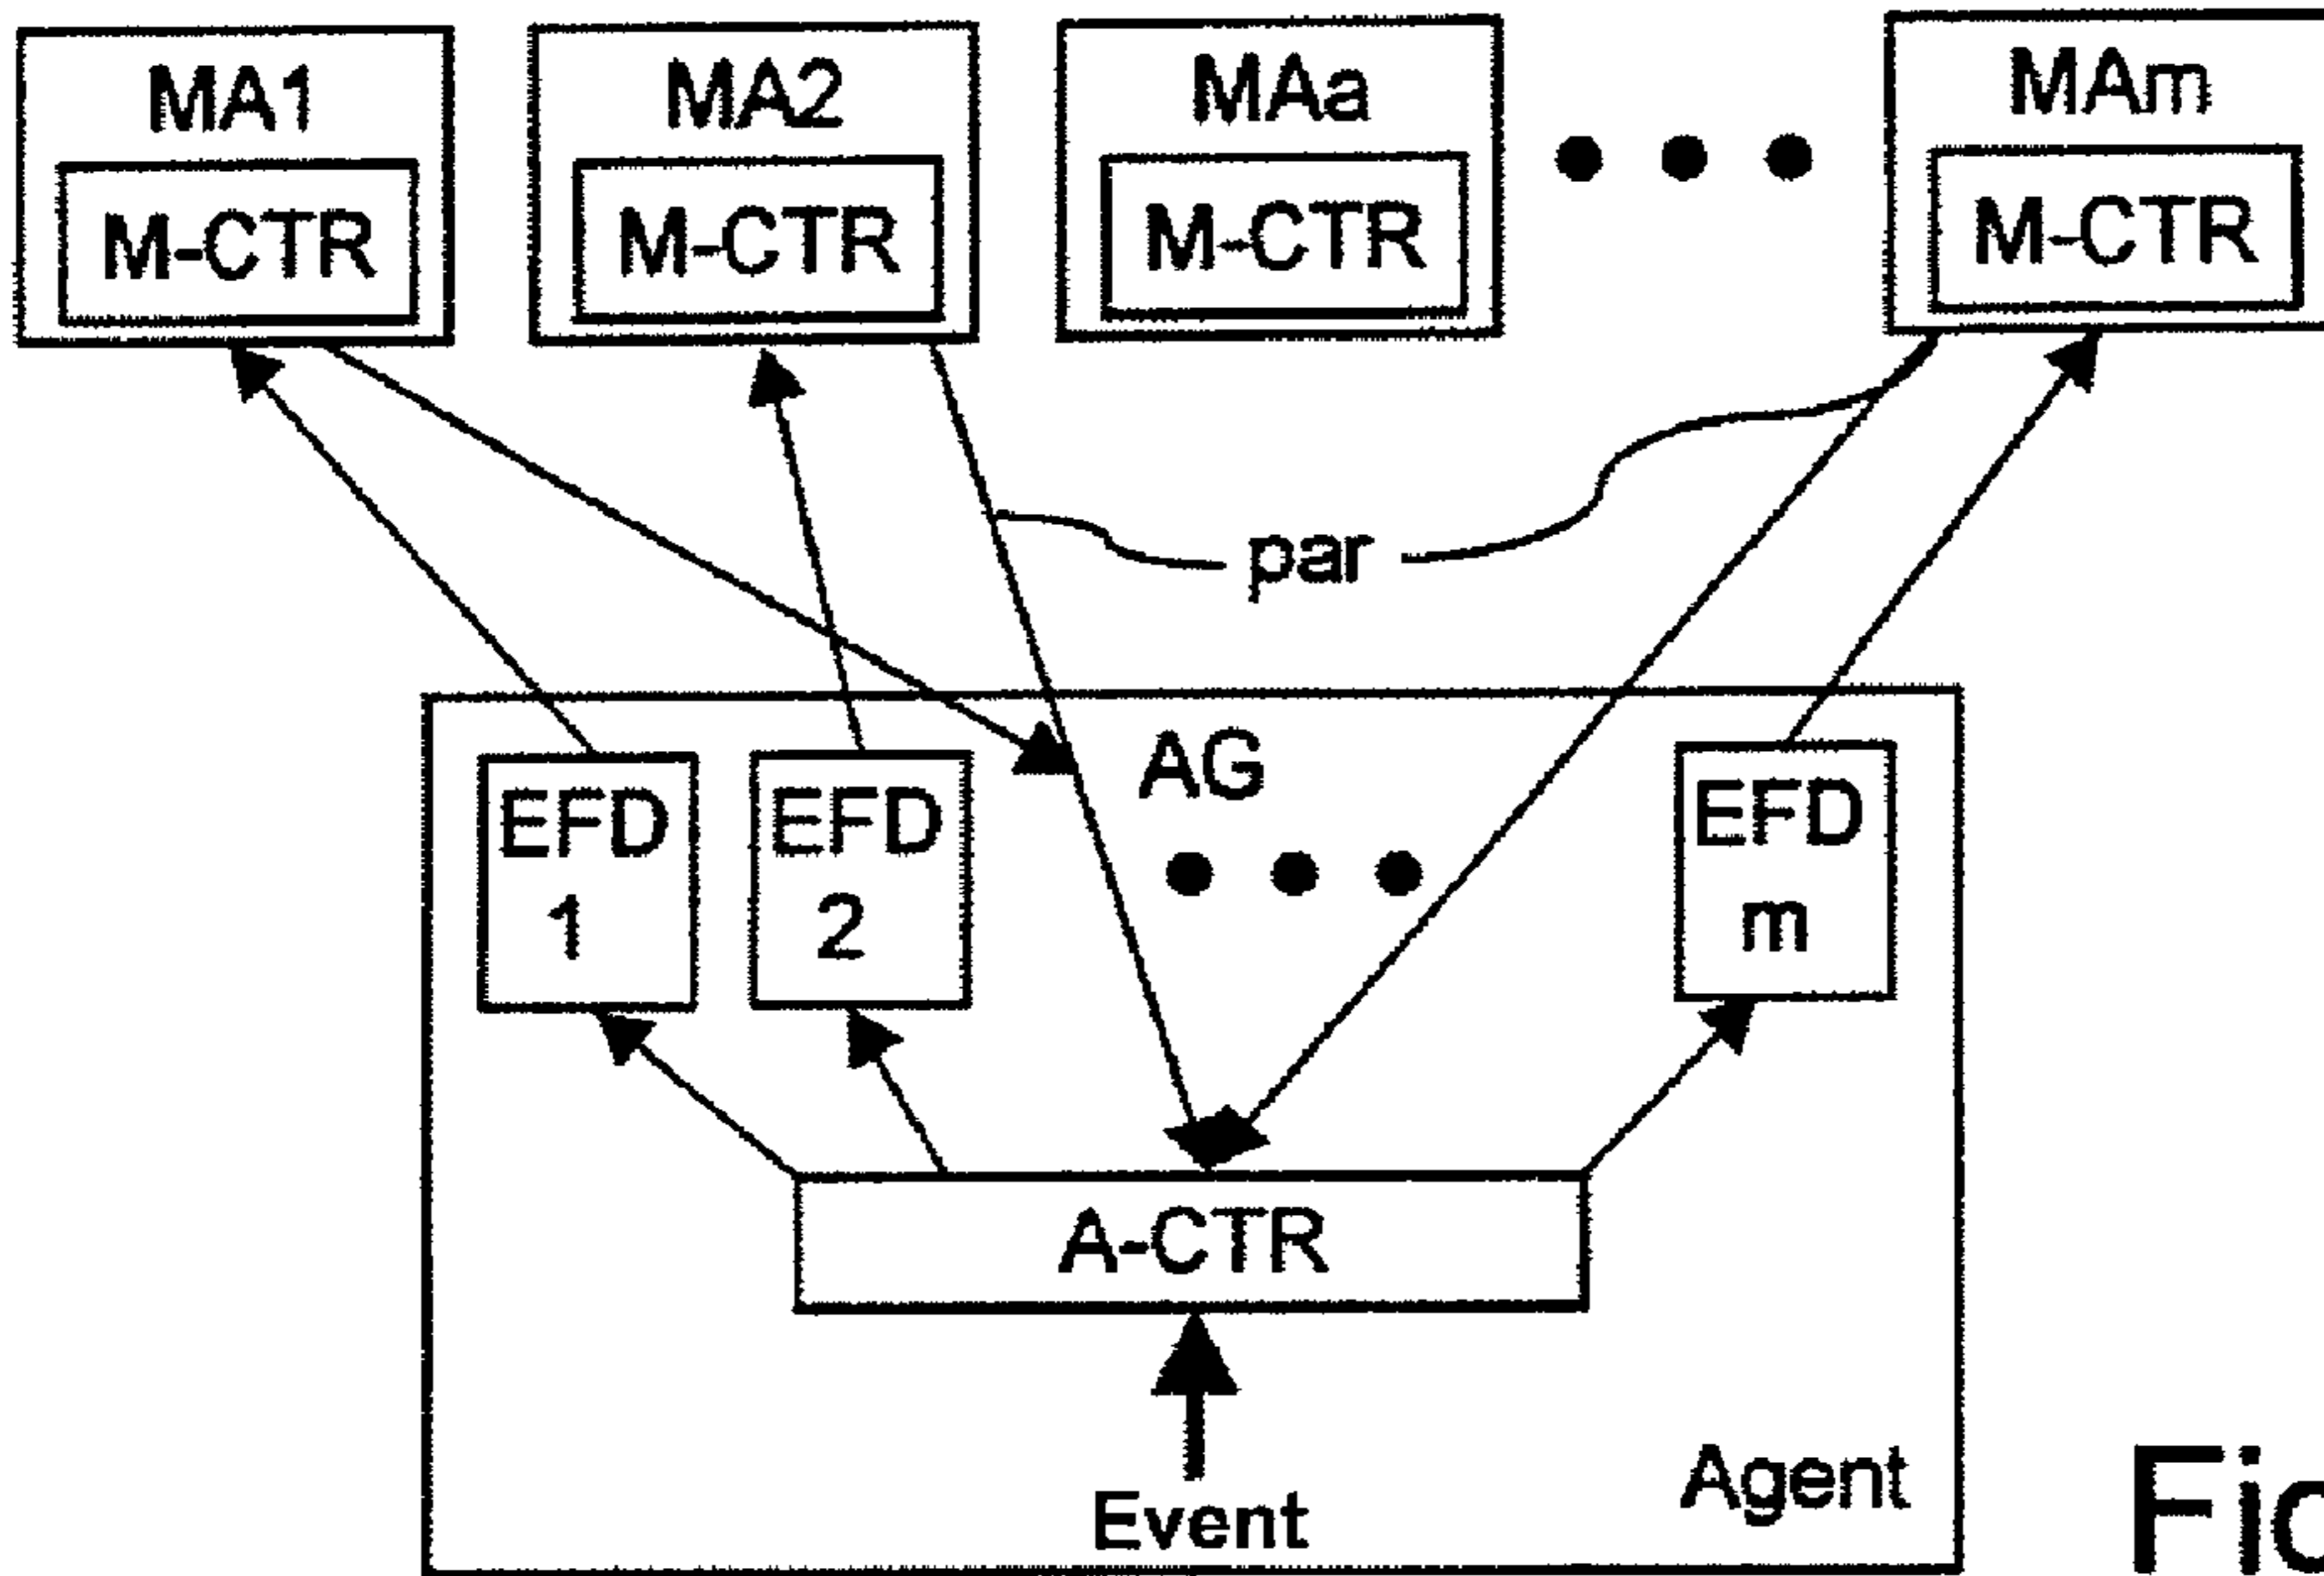 MA1
M-CTR
MA2
M-CTR
MAa
M-CTR
MAm
M-CTR
par
AG
EFD
1
EFD
2
EFD
m
A-CTR
Event
Agent